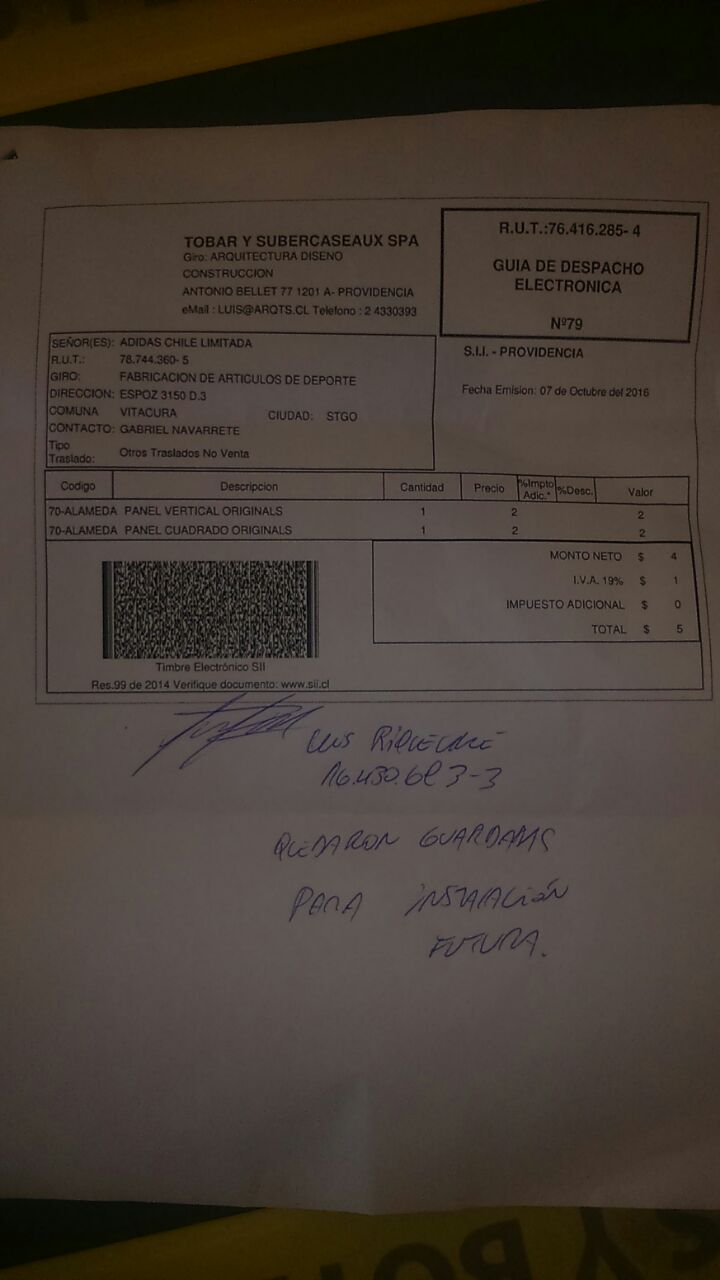 TOBAR Y SUBERCASEAUX SPA
Giro: ARQUITECTURA DISENO
CONSTRUCCION
ANTONIO BELLET 77 1201 A- PROVIDENCIA
eMail : LUIS@ARQTS.CL Telefono : 2 4330393
R.U.T.:76.416.285- 4
GUIA DE DESPACHO
ELECTRONICA
Nº79
S.I.I. - PROVIDENCIA
Fecha Emision: 07 de Octubre del 2016
SEÑOR(ES): ADIDAS CHILE LIMITADA
R.U.T.: 78.744.360- 5
GIRO: FABRICACION DE ARTICULOS DE DEPORTE
DIRECCION: ESPOZ 3150 D.3
COMUNA VITACURA CIUDAD: STGO
CONTACTO: GABRIEL NAVARRETE
Tipo
Traslado: Otros Traslados No Venta
Codigo Descripcion Cantidad Precio %Impto Adic.* %Desc. Valor
70-ALAMEDA PANEL VERTICAL ORIGINALS 1 2 2
70-ALAMEDA PANEL CUADRADO ORIGINALS 1 2 2
MONTO NETO $ 4
I.V.A. 19% $ 1
IMPUESTO ADICIONAL $ 0
TOTAL $ 5
Timbre Electrónico SII
Res.99 de 2014 Verifique documento: www.sii.cl
LUIS RIQUELME
QUEDARON GUARDADAS
PARA INSTALACIÓN
FUTURA.